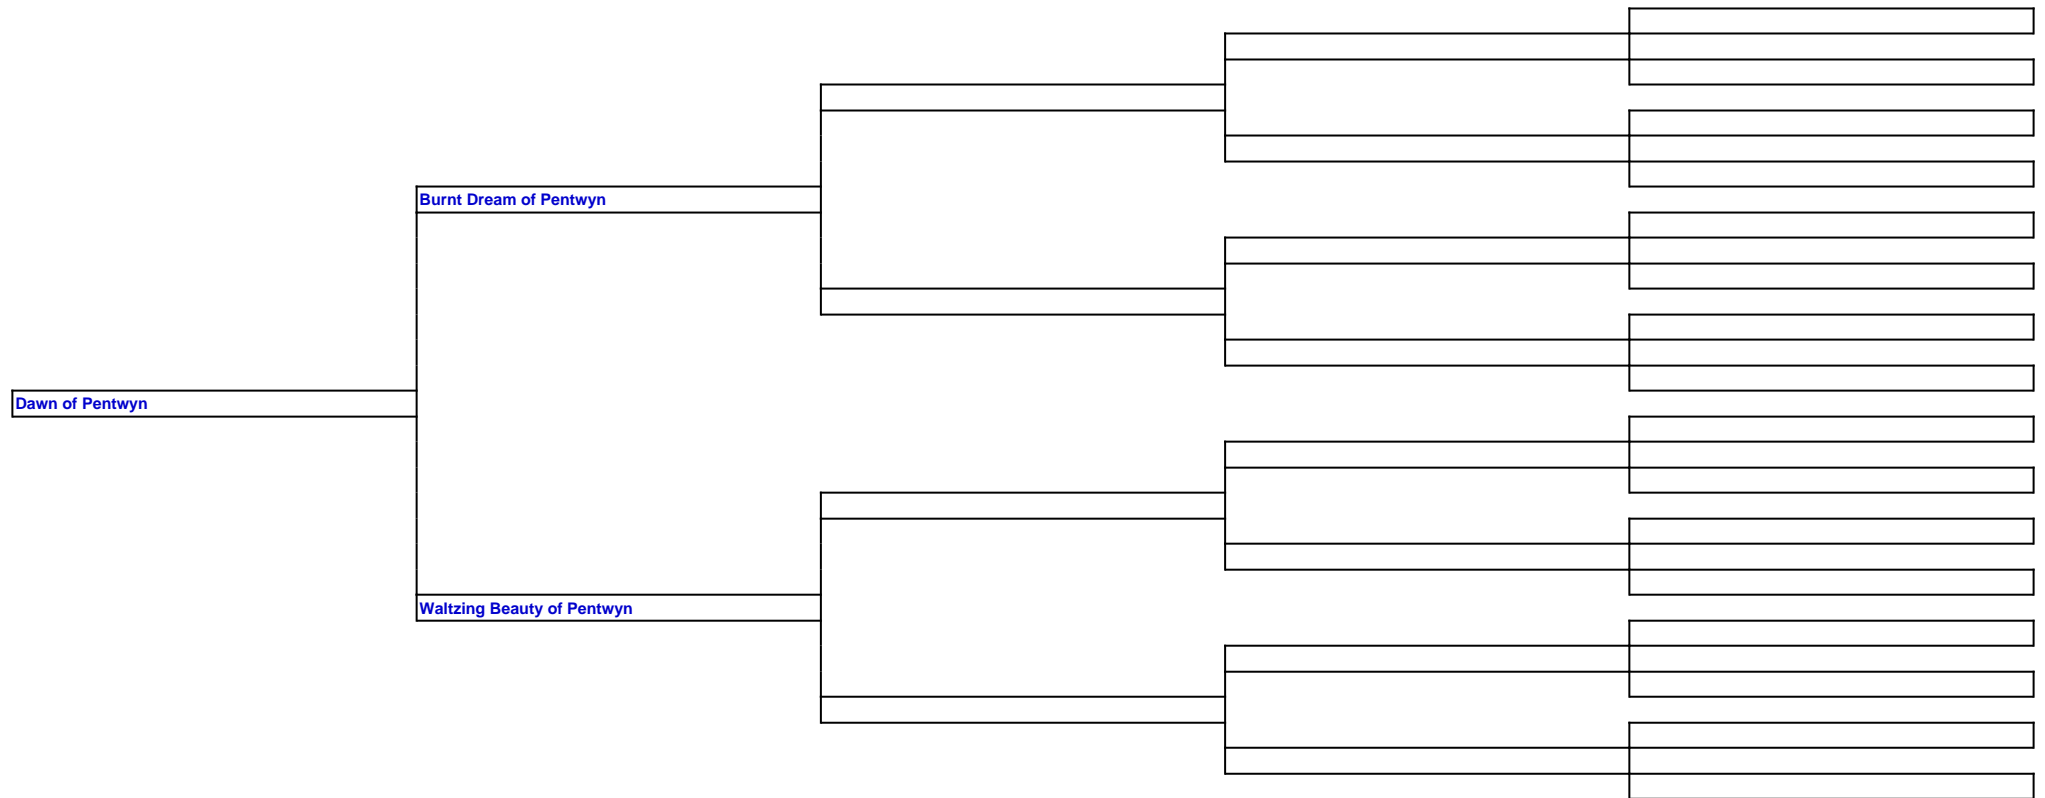 Burnt Dream of Pentwyn
Dawn of Pentwyn
Waltzing Beauty of Pentwyn